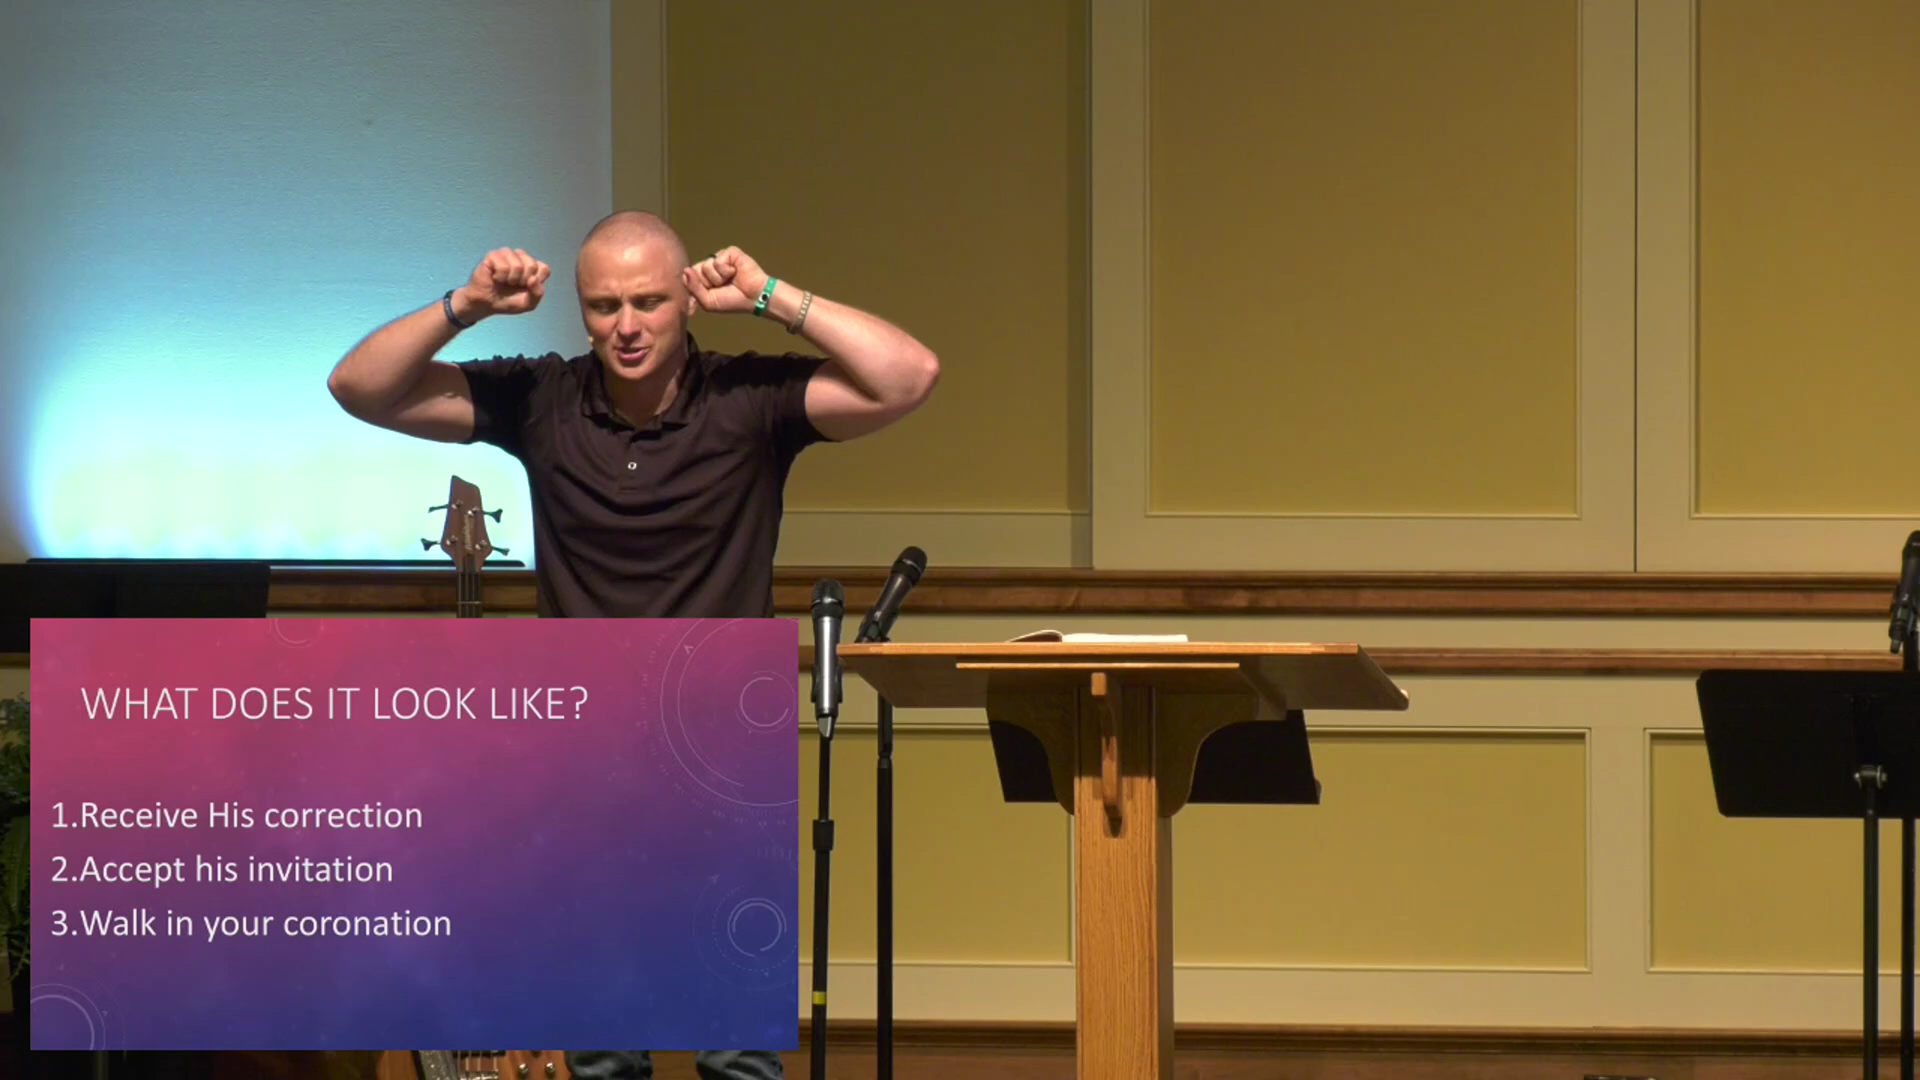 WHAT DOES IT LOOK LIKE?
1.Receive His correction
2.Accept his invitation
3.Walk in your coronation